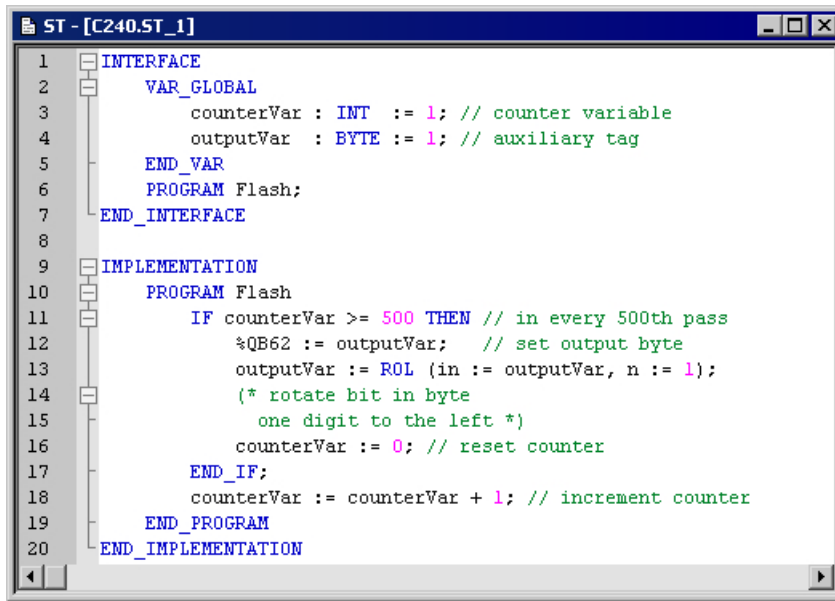 ST - [C240.ST_1]
1 INTERFACE
2 VAR_GLOBAL
3 counterVar : INT := 1; // counter variable
4 outputVar : BYTE := 1; // auxiliary tag
5 END_VAR
6 PROGRAM Flash;
7 END_INTERFACE
8
9 IMPLEMENTATION
10 PROGRAM Flash
11 IF counterVar >= 500 THEN // in every 500th pass
12 %QB62 := outputVar; // set output byte
13 outputVar := ROL (in := outputVar, n := 1);
14 (* rotate bit in byte
15 one digit to the left *)
16 counterVar := 0; // reset counter
17 END_IF;
18 counterVar := counterVar + 1; // increment counter
19 END_PROGRAM
20 END_IMPLEMENTATION